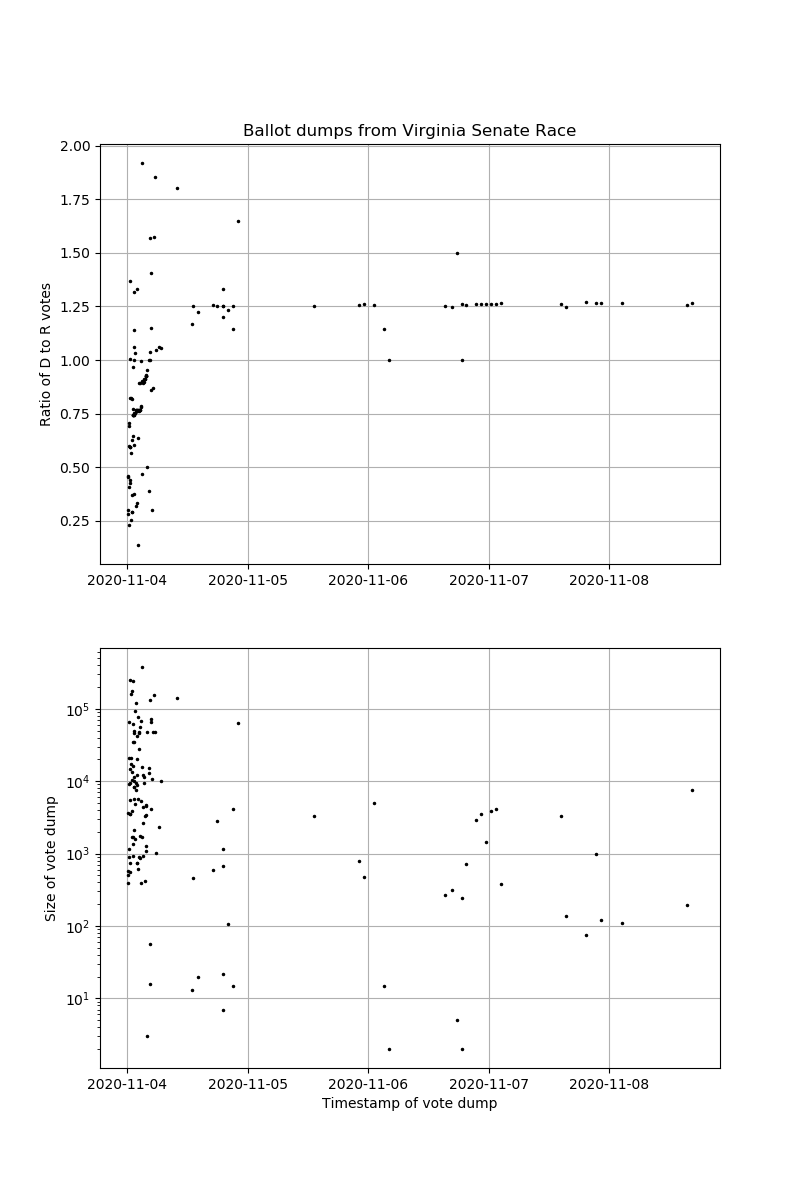 Ballot dumps from Virginia Senate Race
Ratio of D to R votes
2.00
1.75
1.50
1.25
1.00
0.75
0.50
0.25
2020-11-04 2020-11-05 2020-11-06 2020-11-07 2020-11-08
Size of vote dump
10⁵
10⁴
10³
10²
10¹
2020-11-04 2020-11-05 2020-11-06 2020-11-07 2020-11-08
Timestamp of vote dump